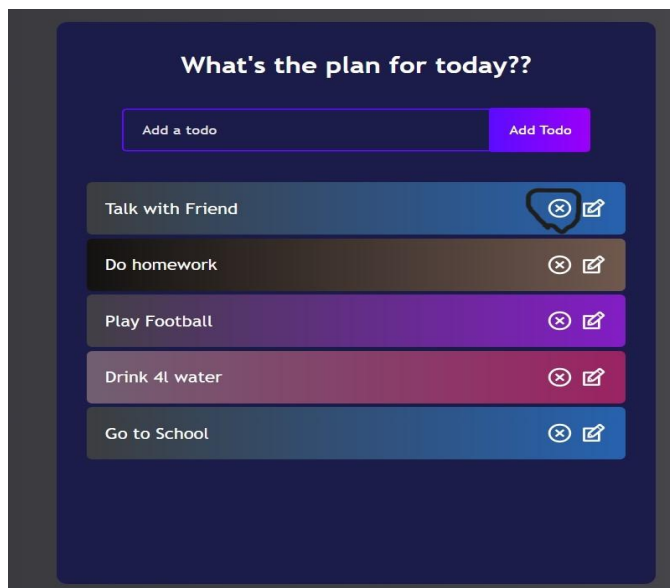 What's the plan for today??
Add a todo Add Todo
Talk with Friend
Do homework
Play Football
Drink 4l water
Go to School